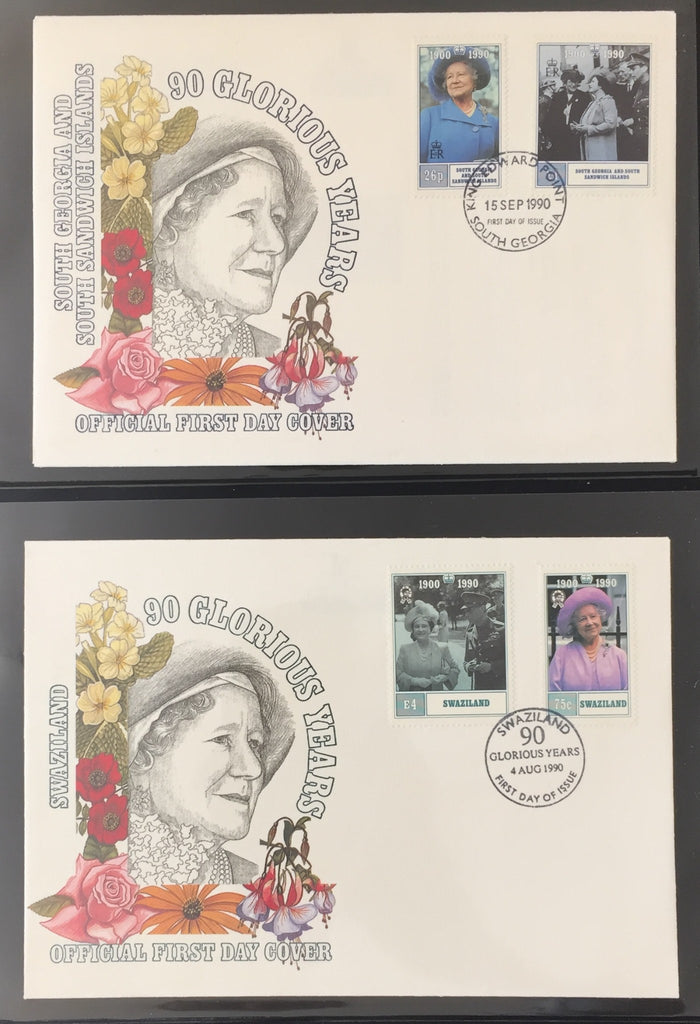 SOUTH GEORGIA AND
SOUTH SANDWICH ISLANDS
90 GLORIOUS YEARS
OFFICIAL FIRST DAY COVER
1900 1990
EIIR
26p
SOUTH GEORGIA
AND SOUTH
SANDWICH ISLANDS
1900 1990
EIIR
SOUTH GEORGIA AND SOUTH
SANDWICH ISLANDS
KING EDWARD POINT
15 SEP 1990
FIRST DAY OF ISSUE
SOUTH GEORGIA
SWAZILAND
90 GLORIOUS YEARS
OFFICIAL FIRST DAY COVER
1900 1990
E4
SWAZILAND
1900 1990
75c
SWAZILAND
SWAZILAND
90
GLORIOUS YEARS
4 AUG 1990
FIRST DAY OF ISSUE